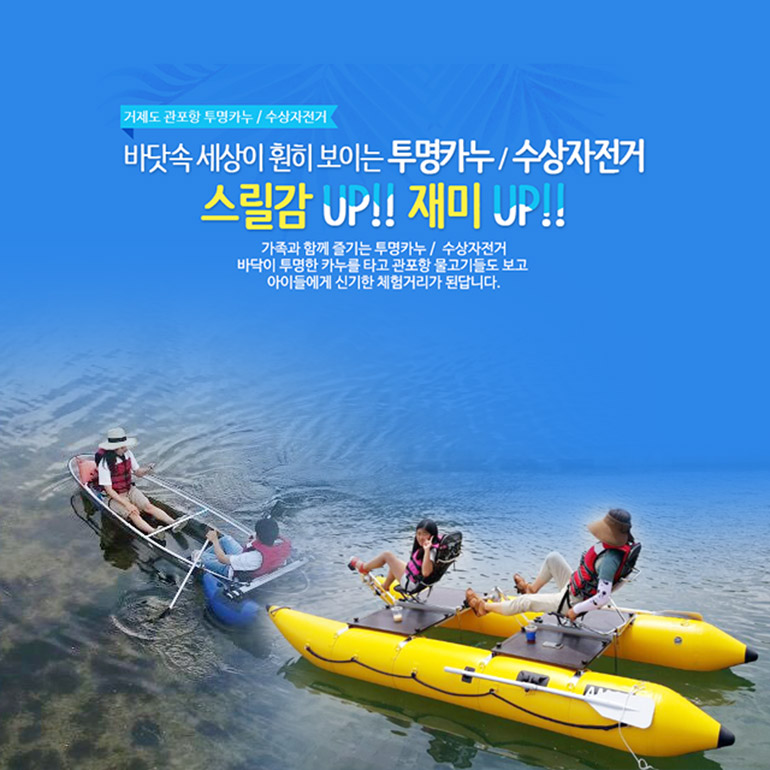 거제도 관포항 투명카누 / 수상자전거
바닷속 세상이 훤히 보이는 투명카누 / 수상자전거
스릴감 UP!! 재미 UP!!
가족과 함께 즐기는 투명카누 / 수상자전거
바닥이 투명한 카누를 타고 관포항 물고기들도 보고
아이들에게 신기한 체험거리가 된답니다.